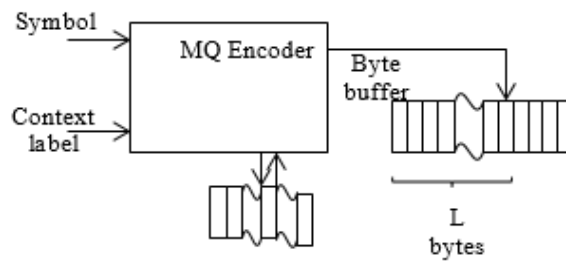 Symbol
MQ Encoder
Byte
buffer
Context
label
L
bytes